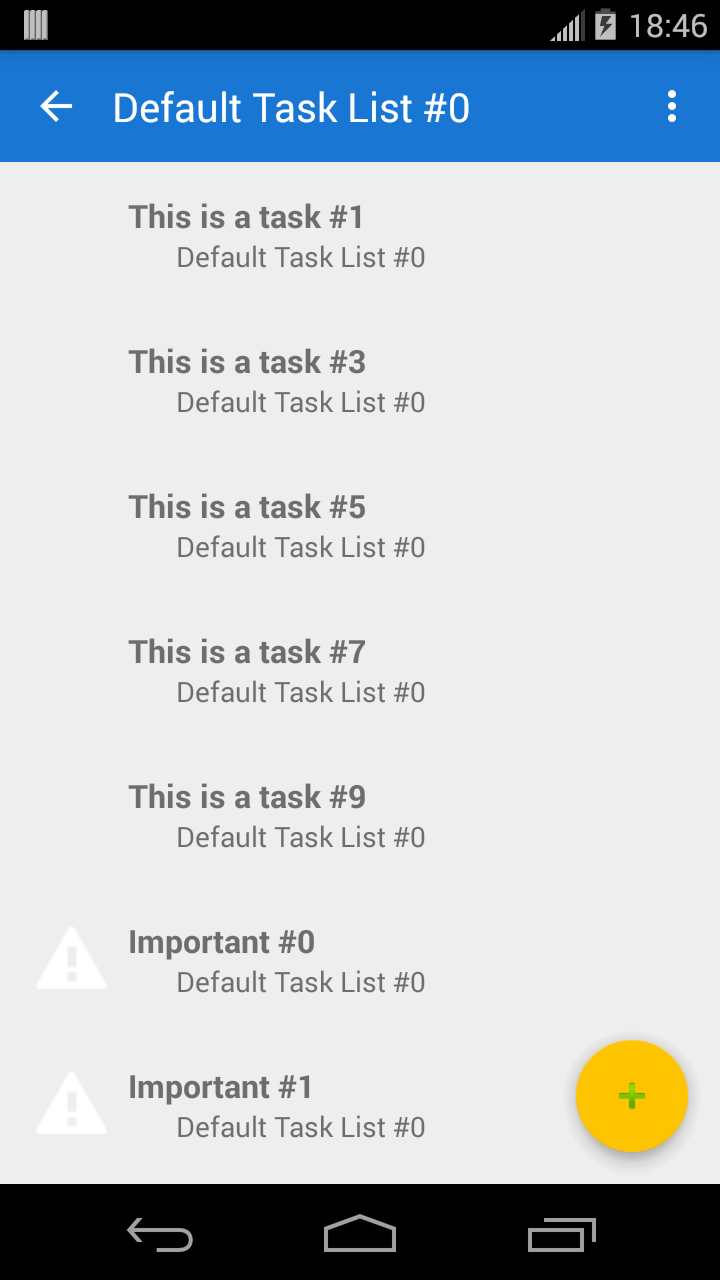 18:46
Default Task List #0
This is a task #1
Default Task List #0
This is a task #3
Default Task List #0
This is a task #5
Default Task List #0
This is a task #7
Default Task List #0
This is a task #9
Default Task List #0
Important #0
Default Task List #0
Important #1
Default Task List #0